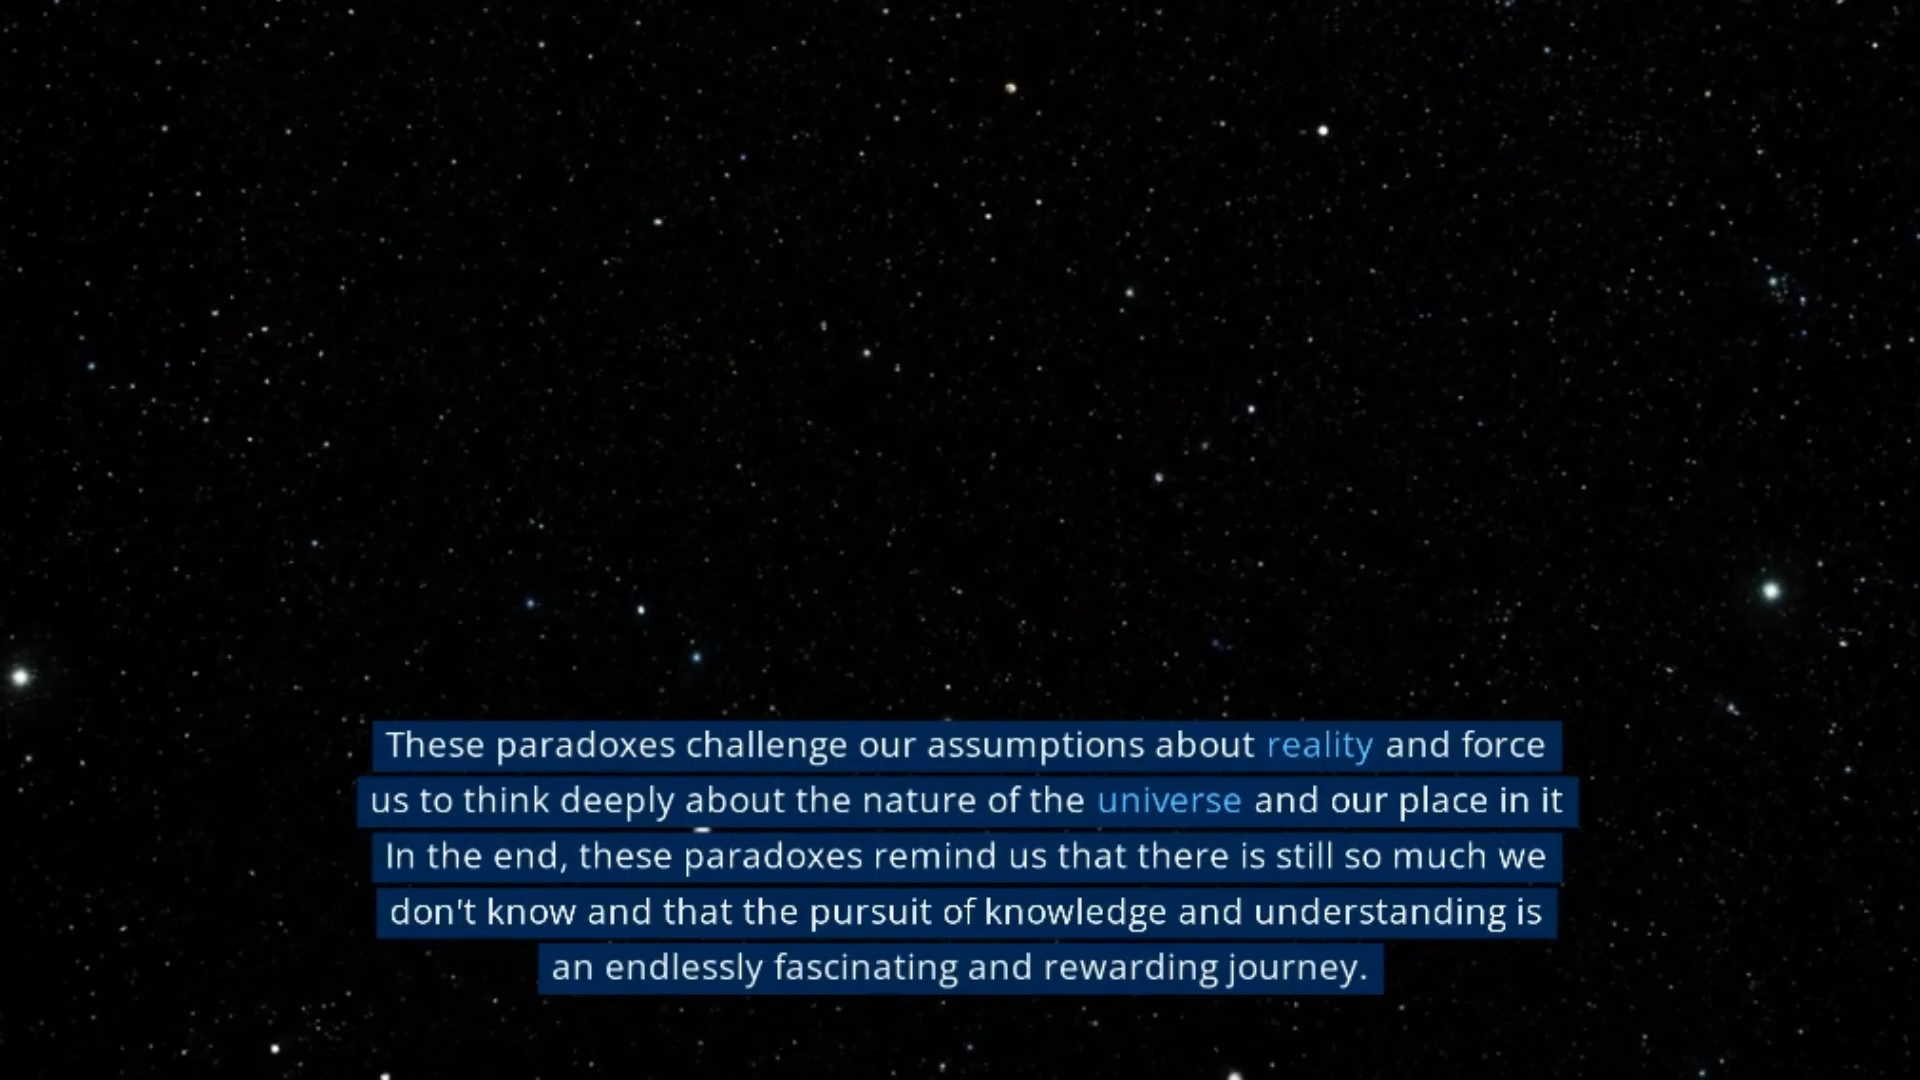 These paradoxes challenge our assumptions about reality and force
us to think deeply about the nature of the universe and our place in it
In the end, these paradoxes remind us that there is still so much we
don't know and that the pursuit of knowledge and understanding is
an endlessly fascinating and rewarding journey.